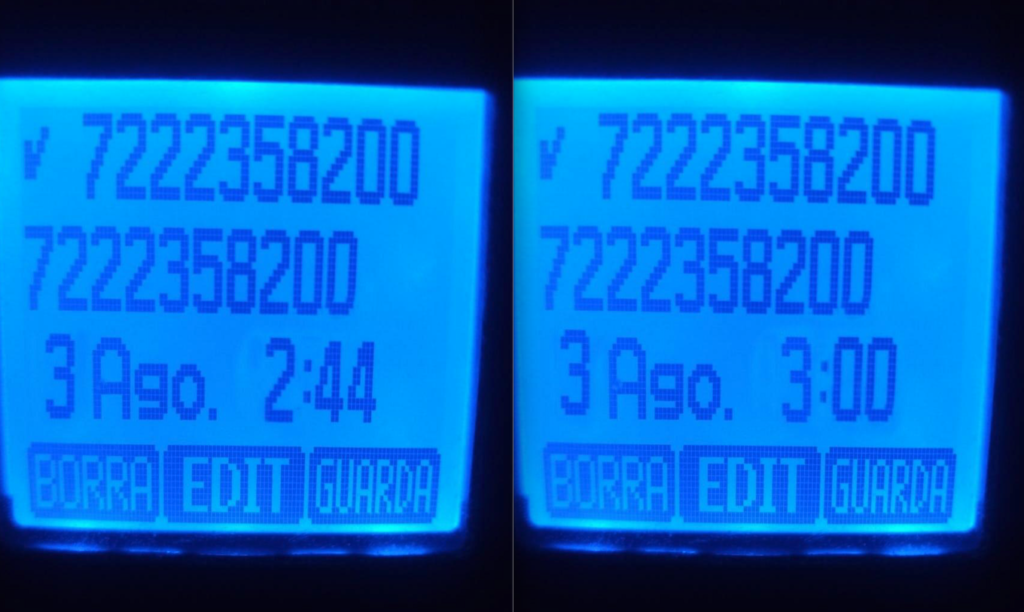 ✓ 7222358200
7222358200
3 Ago. 2:44
BORRA EDIT GUARDA
✓ 7222358200
7222358200
3 Ago. 3:00
BORRA EDIT GUARDA